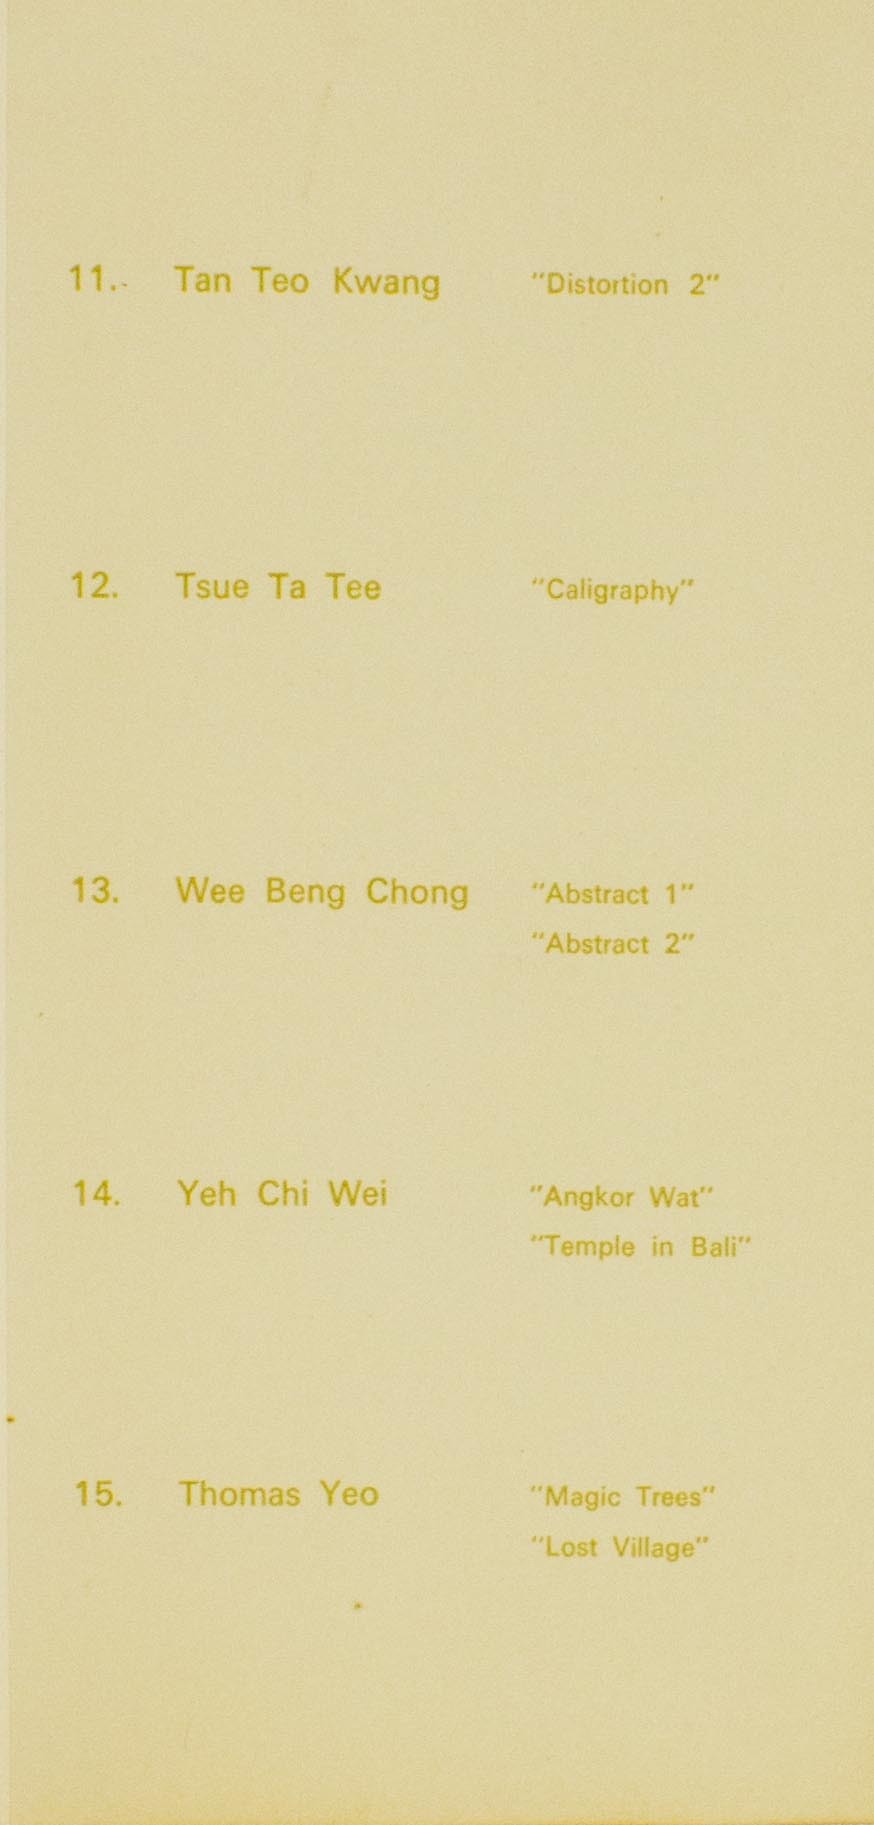 11. Tan Teo Kwang "Distortion 2"
12. Tsue Ta Tee "Caligraphy"
13. Wee Beng Chong "Abstract 1"
"Abstract 2"
14. Yeh Chi Wei "Angkor Wat"
"Temple in Bali"
15. Thomas Yeo "Magic Trees"
"Lost Village"